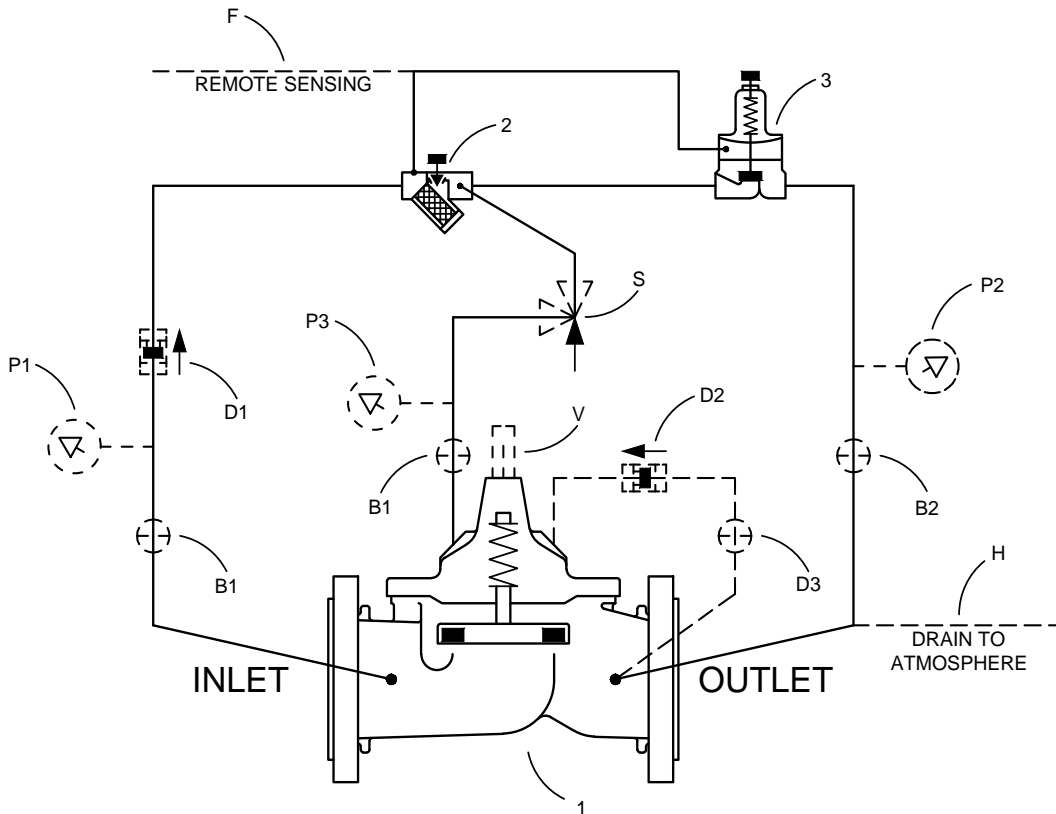 F
REMOTE SENSING
3
2
S
P2
P3
P1
D1
V
D2
B1
B2
B1
D3
H
DRAIN TO
ATMOSPHERE
INLET
OUTLET
1